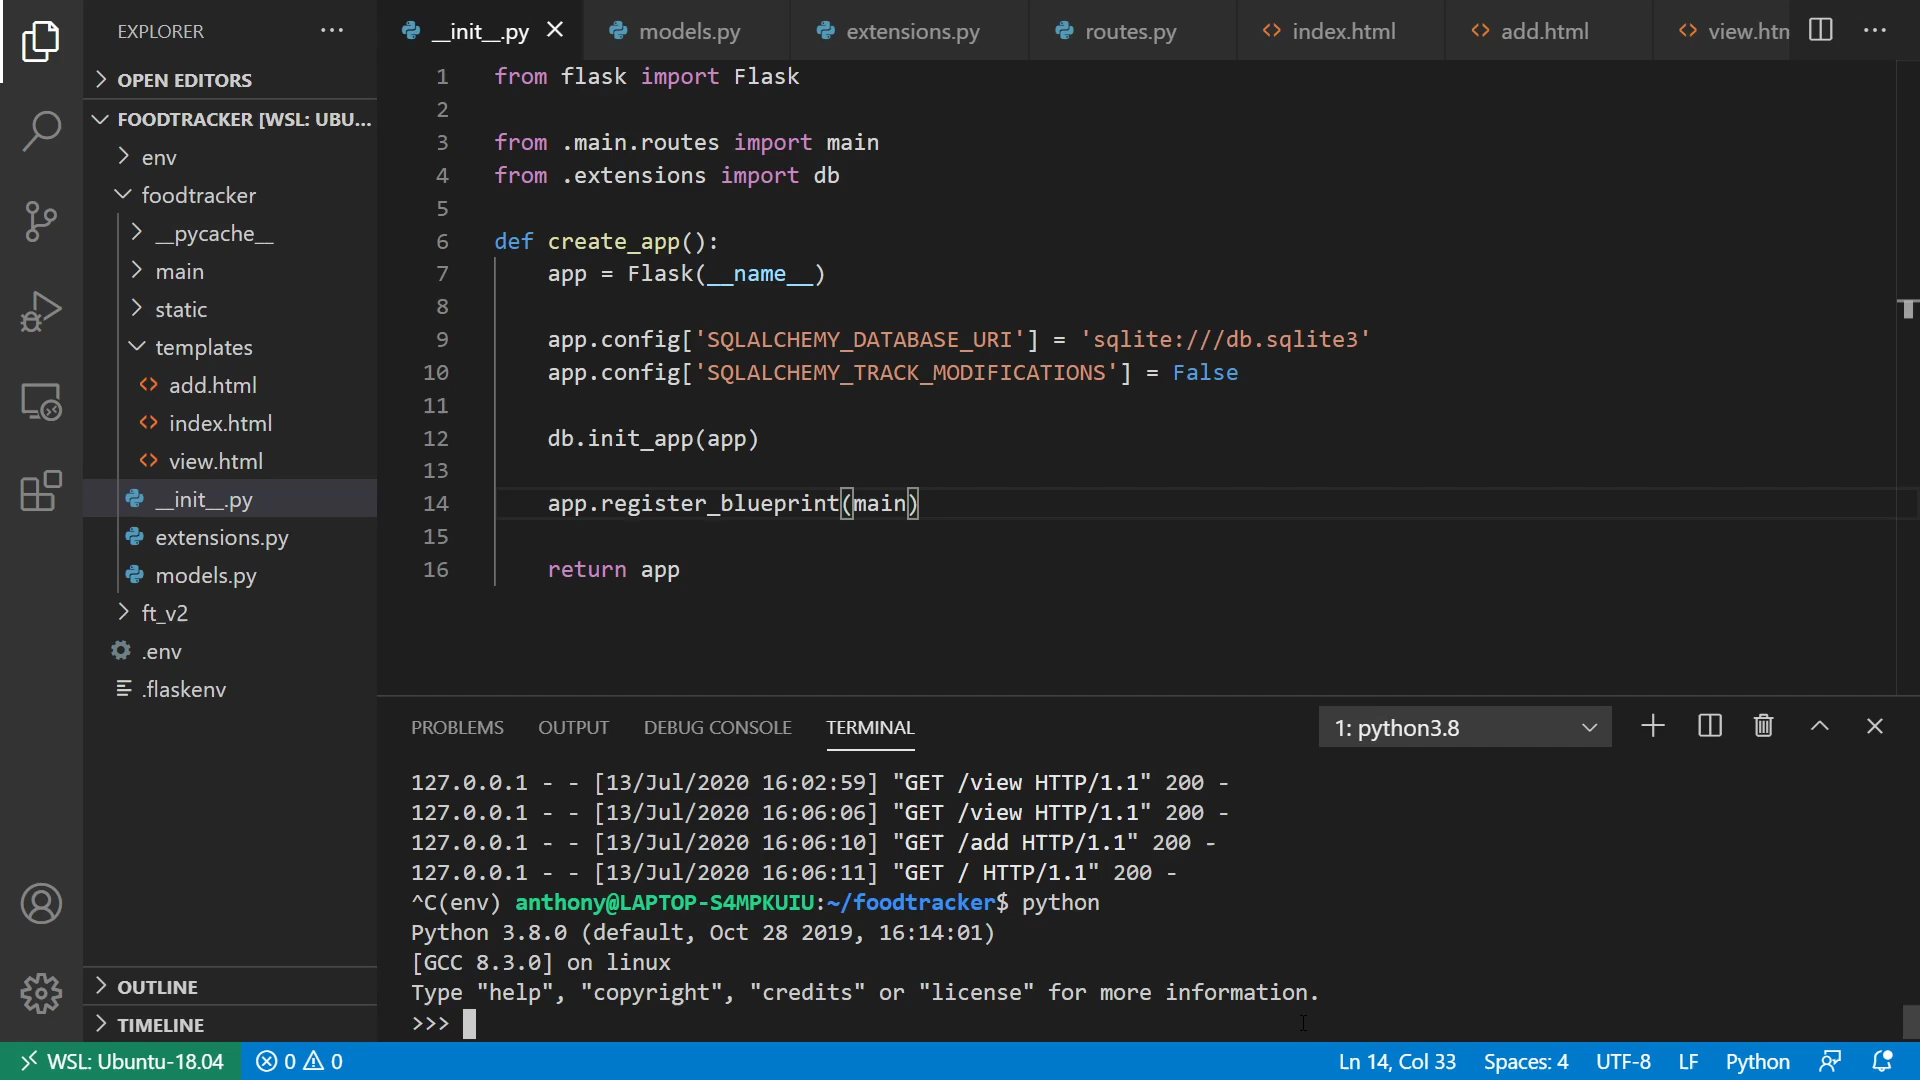 EXPLORER
OPEN EDITORS
FOODTRACKER [WSL: UBU...
env
foodtracker
__pycache__
main
static
templates
add.html
index.html
view.html
__init__.py
extensions.py
models.py
ft_v2
.env
.flaskenv
OUTLINE
TIMELINE
__init__.py models.py extensions.py routes.py index.html add.html view.htm
1 from flask import Flask
2
3 from .main.routes import main
4 from .extensions import db
5
6 def create_app():
7 app = Flask(__name__)
8
9 app.config['SQLALCHEMY_DATABASE_URI'] = 'sqlite:///db.sqlite3'
10 app.config['SQLALCHEMY_TRACK_MODIFICATIONS'] = False
11
12 db.init_app(app)
13
14 app.register_blueprint(main)
15
16 return app
PROBLEMS OUTPUT DEBUG CONSOLE TERMINAL 1: python3.8
127.0.0.1 - - [13/Jul/2020 16:02:59] "GET /view HTTP/1.1" 200 -
127.0.0.1 - - [13/Jul/2020 16:06:06] "GET /view HTTP/1.1" 200 -
127.0.0.1 - - [13/Jul/2020 16:06:10] "GET /add HTTP/1.1" 200 -
127.0.0.1 - - [13/Jul/2020 16:06:11] "GET / HTTP/1.1" 200 -
^C(env) anthony@LAPTOP-S4MPKUIU:~/foodtracker$ python
Python 3.8.0 (default, Oct 28 2019, 16:14:01)
[GCC 8.3.0] on linux
Type "help", "copyright", "credits" or "license" for more information.
>>>
WSL: Ubuntu-18.04 0 0 Ln 14, Col 33 Spaces: 4 UTF-8 LF Python